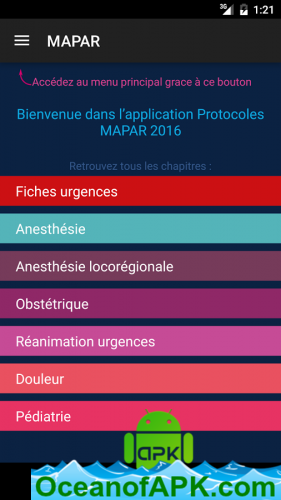 3G 1:21
MAPAR
Accédez au menu principal grace à ce bouton
Bienvenue dans l'application Protocoles
MAPAR 2016
Retrouvez tous les chapitres :
Fiches urgences
Anesthésie
Anesthésie locorégionale
Obstétrique
Réanimation urgences
Douleur
Pédiatrie
APK
OceanofAPK.com